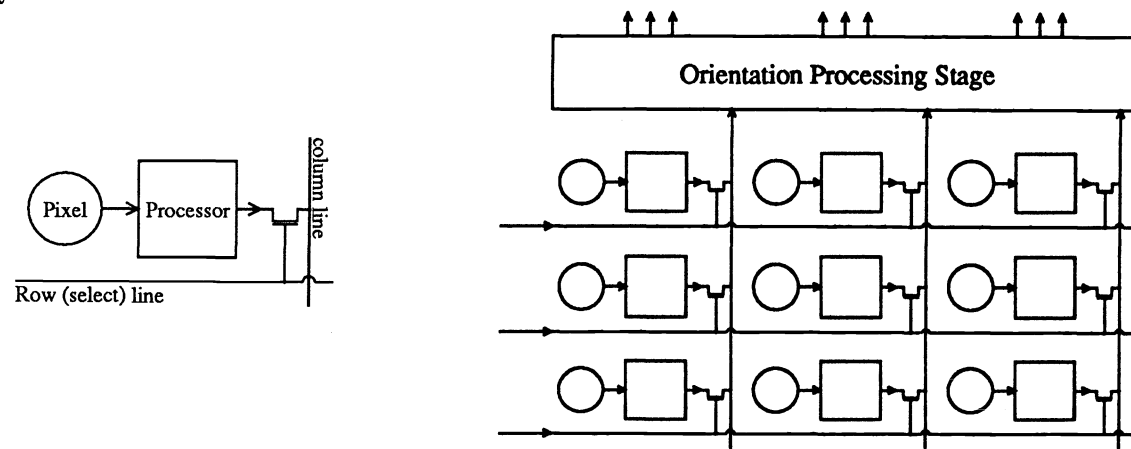 Pixel
Processor
column line
Row (select) line
Orientation Processing Stage